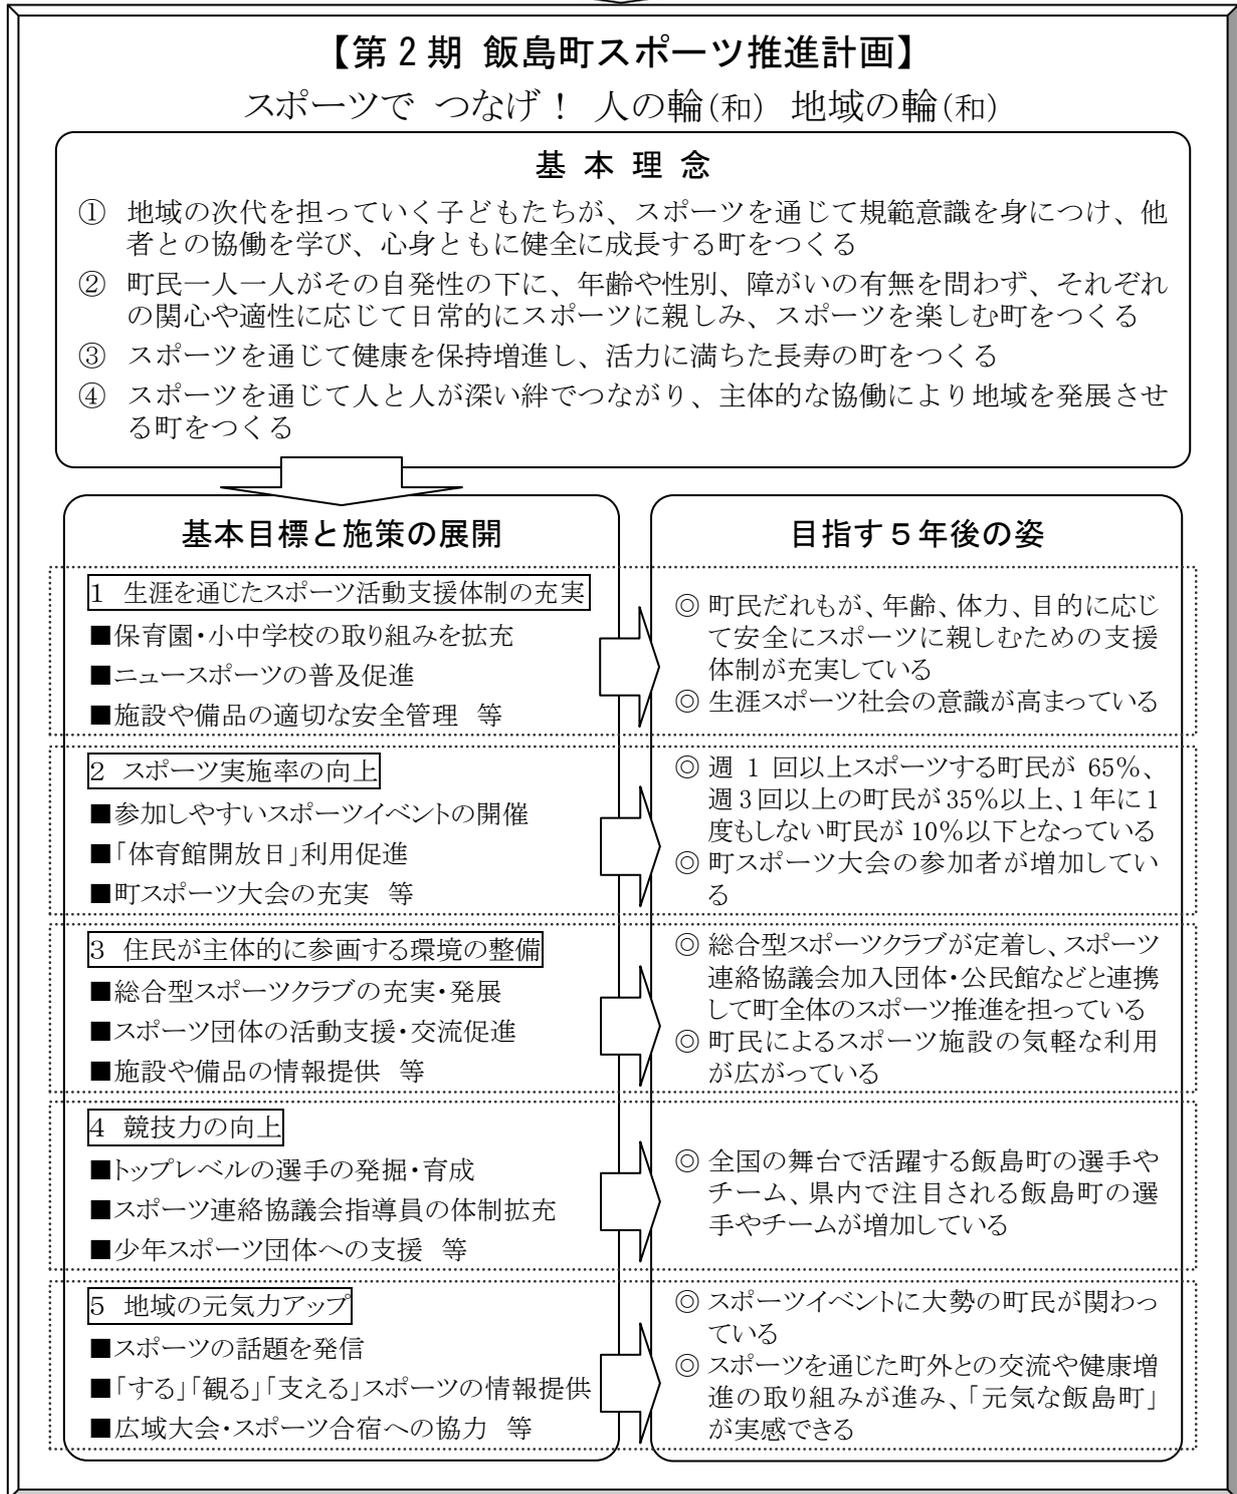 【第２期 飯島町スポーツ推進計画】
スポーツで つなげ！ 人の輪(和) 地域の輪(和)
基 本 理 念
① 地域の次代を担っていく子どもたちが、スポーツを通じて規範意識を身につけ、他
者との協働を学び、心身ともに健全に成長する町をつくる
② 町民一人一人がその自発性の下に、年齢や性別、障がいの有無を問わず、それぞれ
の関心や適性に応じて日常的にスポーツに親しみ、スポーツを楽しむ町をつくる
③ スポーツを通じて健康を保持増進し、活力に満ちた長寿の町をつくる
④ スポーツを通じて人と人が深い絆でつながり、主体的な協働により地域を発展させ
る町をつくる
基本目標と施策の展開
1 生涯を通じたスポーツ活動支援体制の充実
■保育園・小中学校の取り組みを拡充
■ニュースポーツの普及促進
■施設や備品の適切な安全管理 等
2 スポーツ実施率の向上
■参加しやすいスポーツイベントの開催
■「体育館開放日」利用促進
■町スポーツ大会の充実 等
3 住民が主体的に参画する環境の整備
■総合型スポーツクラブの充実・発展
■スポーツ団体の活動支援・交流促進
■施設や備品の情報提供 等
4 競技力の向上
■トップレベルの選手の発掘・育成
■スポーツ連絡協議会指導員の体制拡充
■少年スポーツ団体への支援 等
5 地域の元気力アップ
■スポーツの話題を発信
■「する」「観る」「支える」スポーツの情報提供
■広域大会・スポーツ合宿への協力 等
目指す５年後の姿
◎ 町民だれもが、年齢、体力、目的に応じ
て安全にスポーツに親しむための支援
体制が充実している
◎ 生涯スポーツ社会の意識が高まっている
◎ 週 1 回以上スポーツする町民が 65％、
週3回以上の町民が35％以上、1年に1
度もしない町民が 10％以下となっている
◎ 町スポーツ大会の参加者が増加してい
る
◎ 総合型スポーツクラブが定着し、スポーツ
連絡協議会加入団体・公民館などと連携
して町全体のスポーツ推進を担っている
◎ 町民によるスポーツ施設の気軽な利用
が広がっている
◎ 全国の舞台で活躍する飯島町の選手や
チーム、県内で注目される飯島町の選
手やチームが増加している
◎ スポーツイベントに大勢の町民が関わっ
ている
◎ スポーツを通じた町外との交流や健康増
進の取り組みが進み、「元気な飯島町」
が実感できる